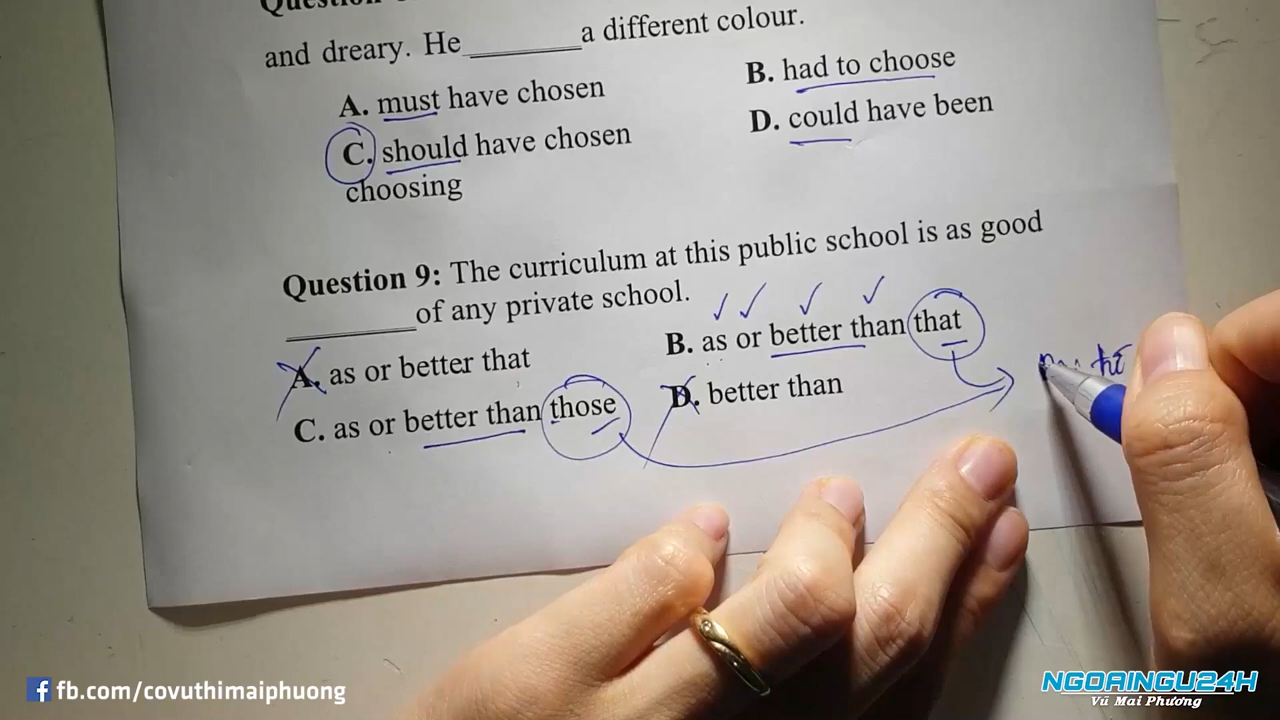 Question
and dreary. He ________ a different colour.
A. must have chosen
B. had to choose
C. should have chosen
D. could have been
choosing
Question 9: The curriculum at this public school is as good
________ of any private school.
A. as or better that
B. as or better than that
C. as or better than those
D. better than
fb.com/covuthimaiphuong
NGOAINGU24H
Vũ Mai Phương